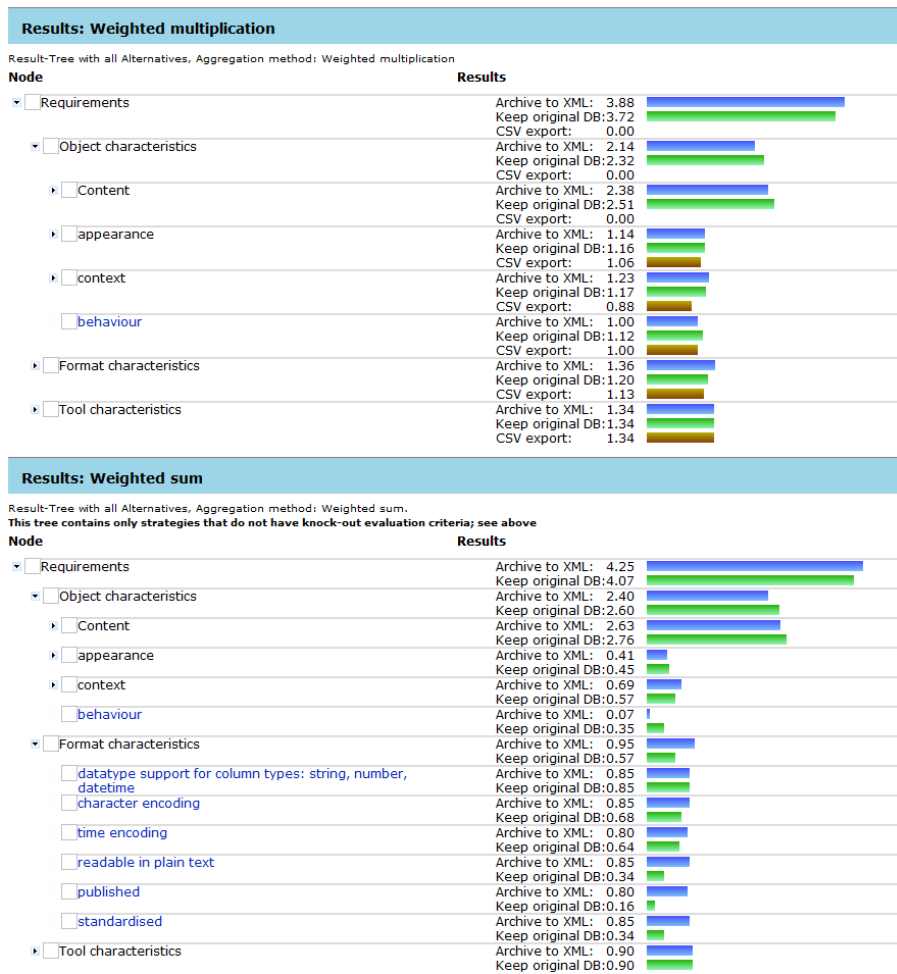 Results: Weighted multiplication
Result-Tree with all Alternatives, Aggregation method: Weighted multiplication
Node Results
Requirements Archive to XML: 3.88
Keep original DB:3.72
CSV export: 0.00
Object characteristics Archive to XML: 2.14
Keep original DB:2.32
CSV export: 0.00
Content Archive to XML: 2.38
Keep original DB:2.51
CSV export: 0.00
appearance Archive to XML: 1.14
Keep original DB:1.16
CSV export: 1.06
context Archive to XML: 1.23
Keep original DB:1.17
CSV export: 0.88
behaviour Archive to XML: 1.00
Keep original DB:1.12
CSV export: 1.00
Format characteristics Archive to XML: 1.36
Keep original DB:1.20
CSV export: 1.13
Tool characteristics Archive to XML: 1.34
Keep original DB:1.34
CSV export: 1.34
Results: Weighted sum
Result-Tree with all Alternatives, Aggregation method: Weighted sum.
This tree contains only strategies that do not have knock-out evaluation criteria; see above
Node Results
Requirements Archive to XML: 4.25
Keep original DB:4.07
Object characteristics Archive to XML: 2.40
Keep original DB:2.60
Content Archive to XML: 2.63
Keep original DB:2.76
appearance Archive to XML: 0.41
Keep original DB:0.45
context Archive to XML: 0.69
Keep original DB:0.57
behaviour Archive to XML: 0.07
Keep original DB:0.35
Format characteristics Archive to XML: 0.95
Keep original DB:0.57
datatype support for column types: string, number, Archive to XML: 0.85
datetime Keep original DB:0.85
character encoding Archive to XML: 0.85
Keep original DB:0.68
time encoding Archive to XML: 0.80
Keep original DB:0.64
readable in plain text Archive to XML: 0.85
Keep original DB:0.34
published Archive to XML: 0.80
Keep original DB:0.16
standardised Archive to XML: 0.85
Keep original DB:0.34
Tool characteristics Archive to XML: 0.90
Keep original DB:0.90